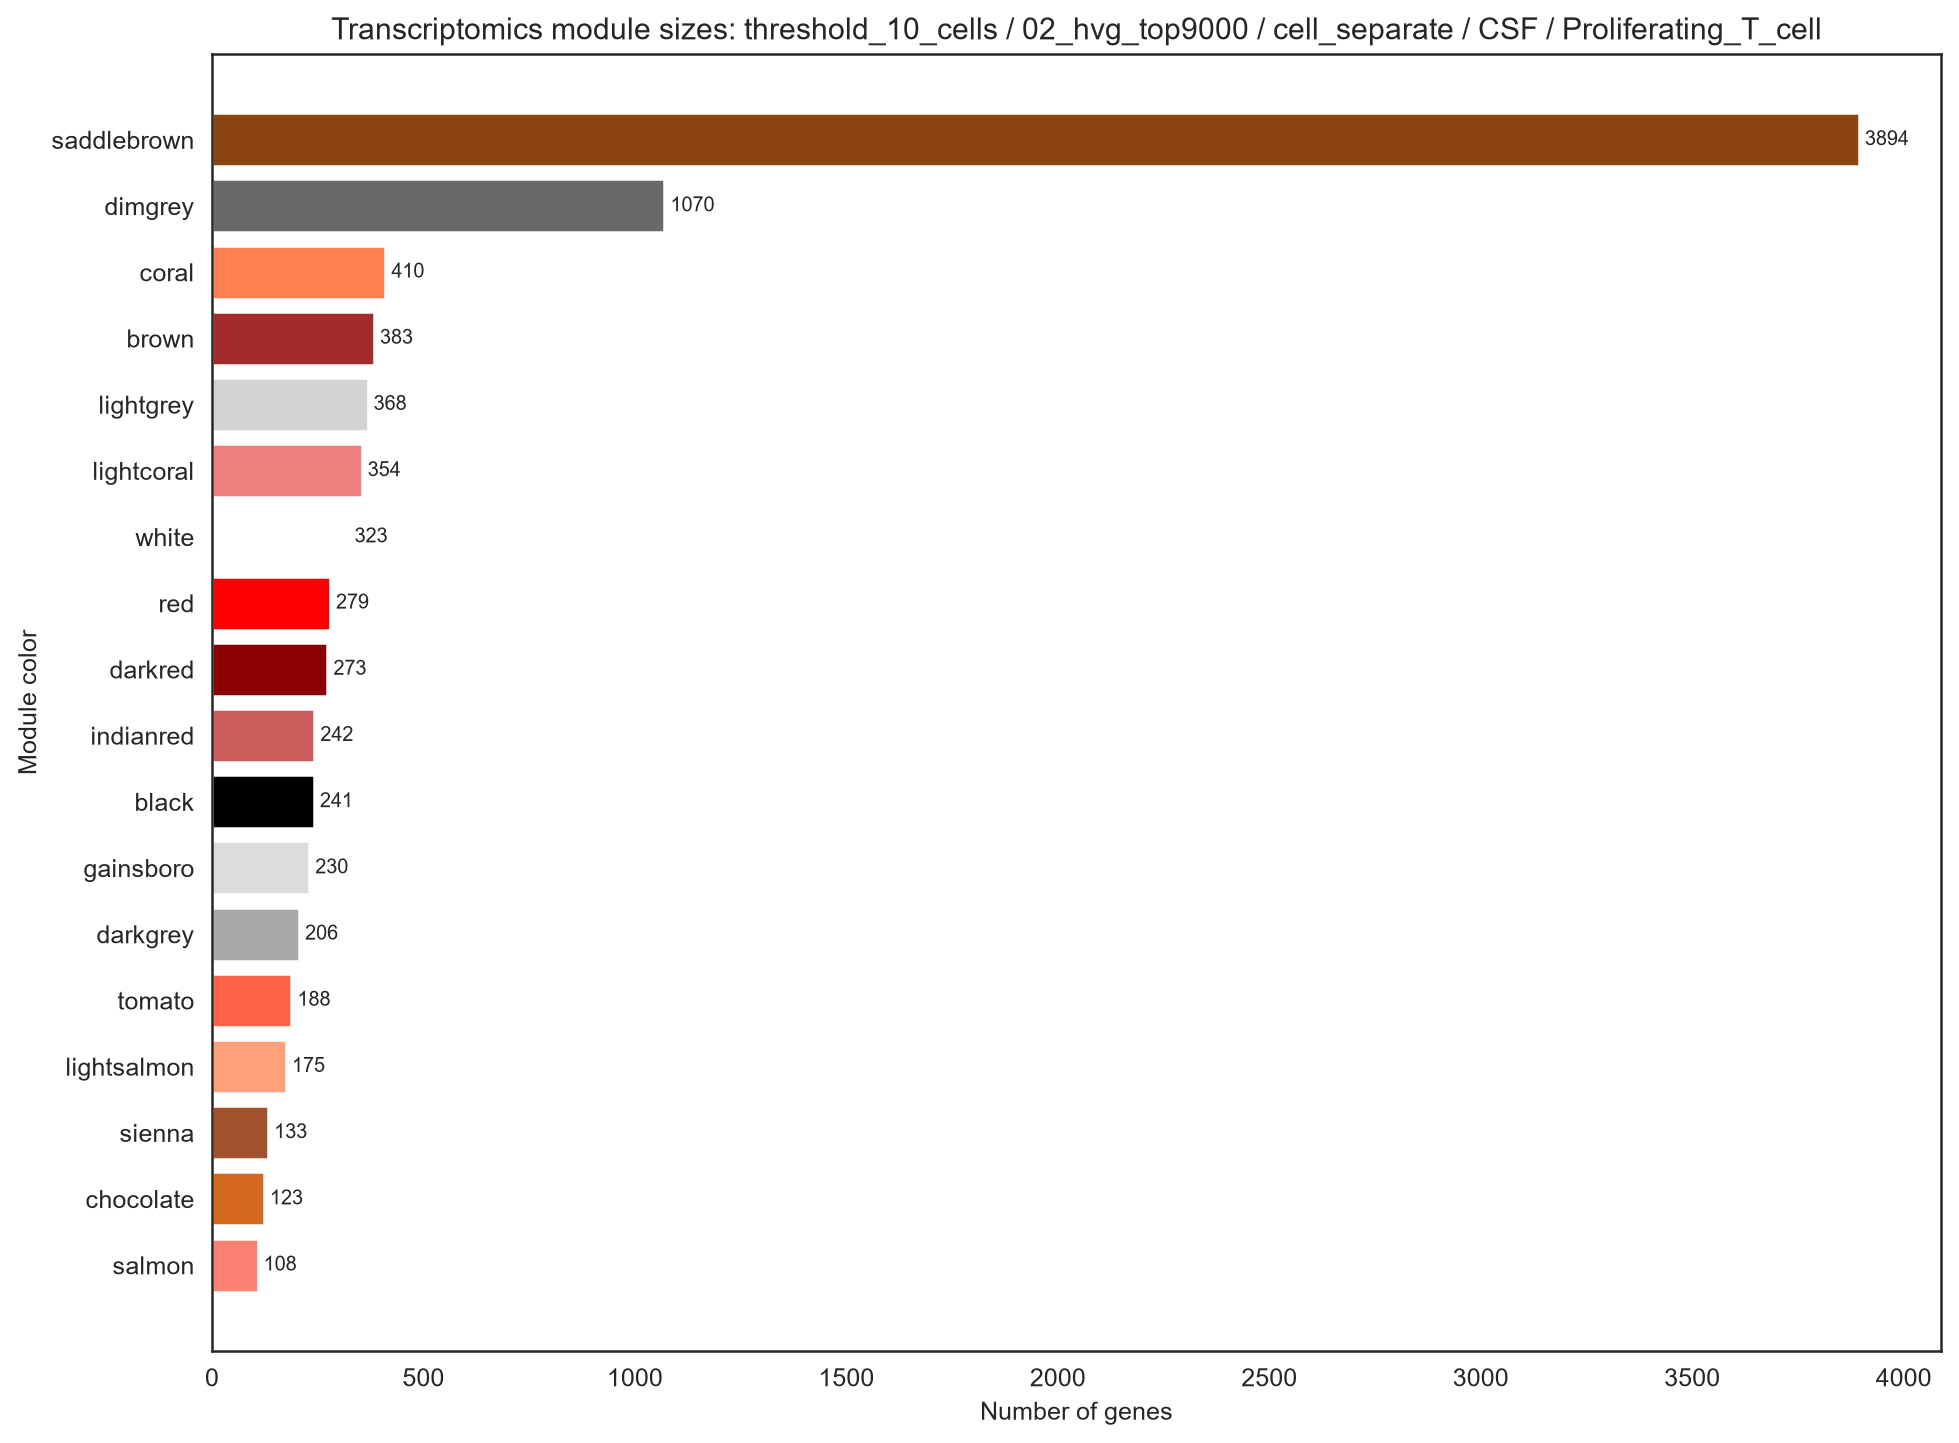 Transcriptomics module sizes: threshold_10_cells / 02_hvg_top9000 / cell_separate / CSF / Proliferating_T_cell
Module color
saddlebrown 3894
dimgrey 1070
coral 410
brown 383
lightgrey 368
lightcoral 354
white 323
red 279
darkred 273
indianred 242
black 241
gainsboro 230
darkgrey 206
tomato 188
lightsalmon 175
sienna 133
chocolate 123
salmon 108
0 500 1000 1500 2000 2500 3000 3500 4000
Number of genes